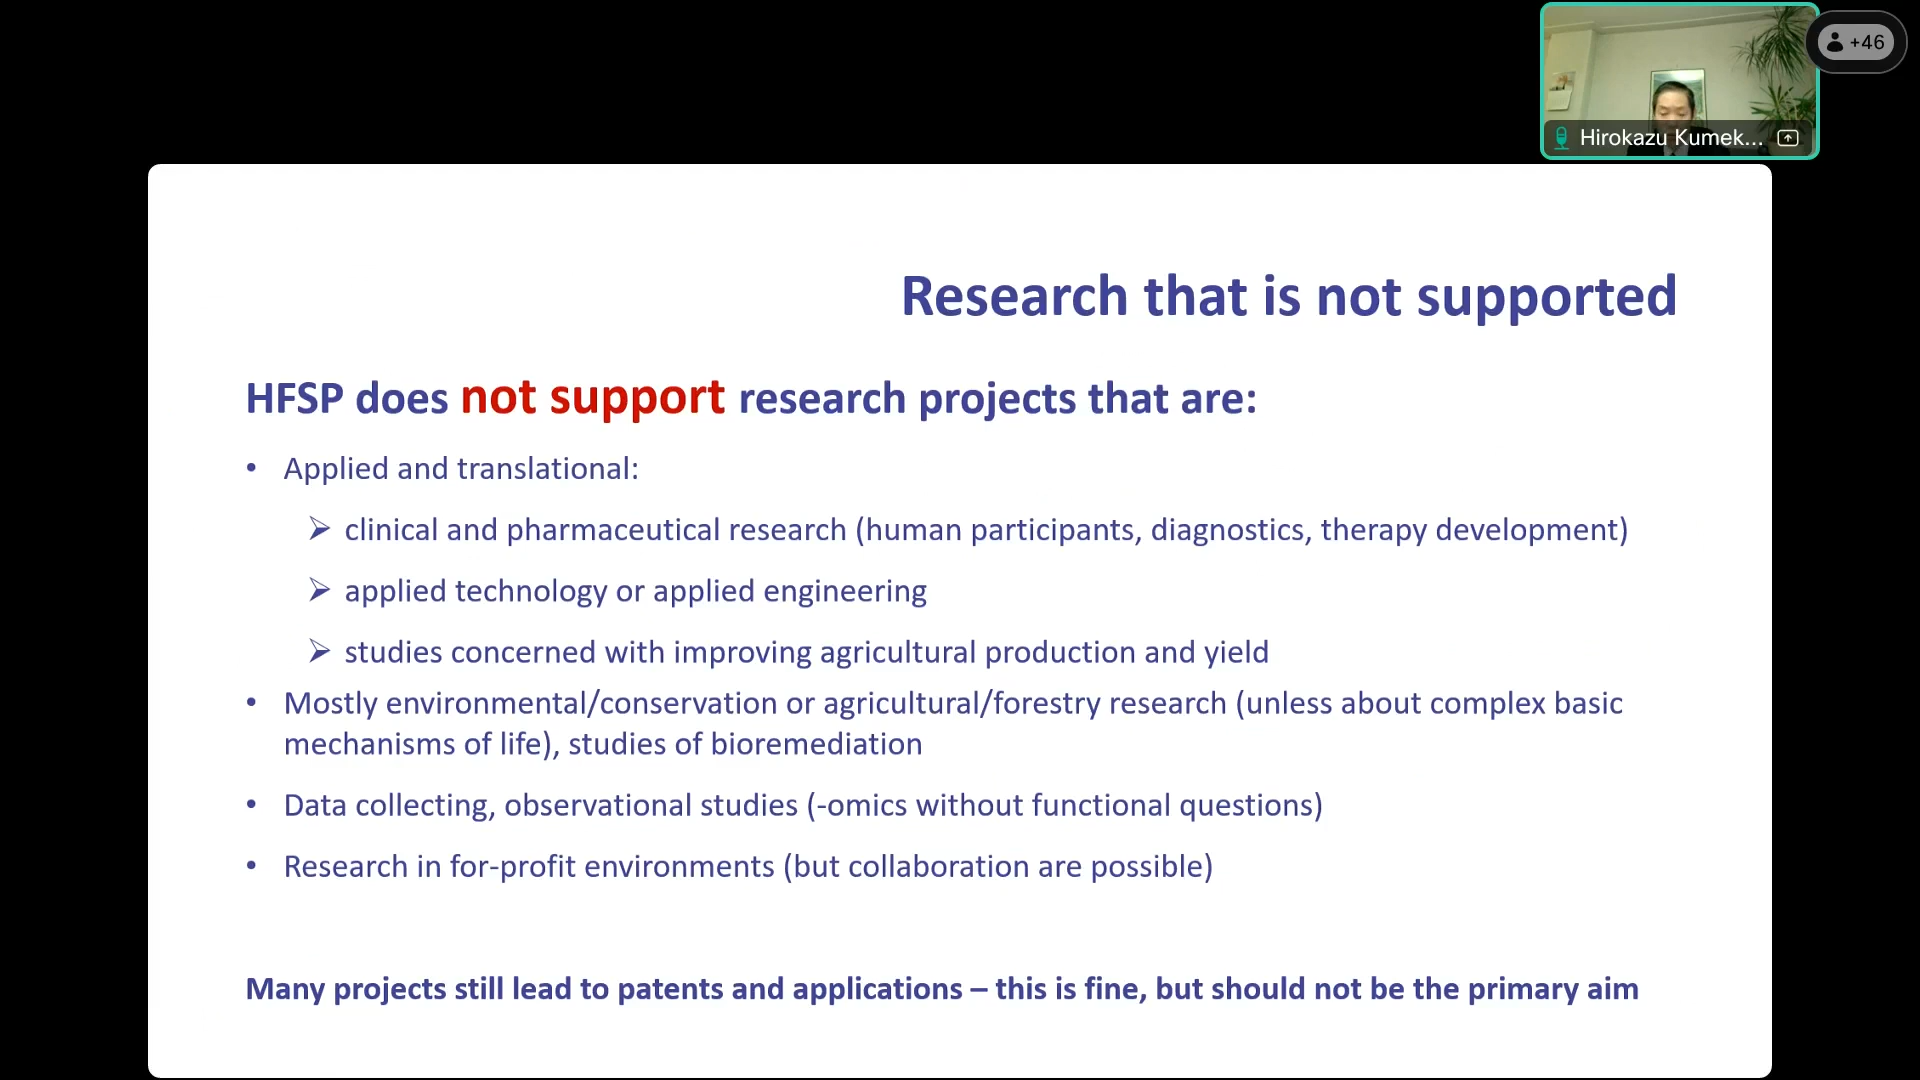 +46
Hirokazu Kumek...
Research that is not supported
HFSP does not support research projects that are:
• Applied and translational:
➢ clinical and pharmaceutical research (human participants, diagnostics, therapy development)
➢ applied technology or applied engineering
➢ studies concerned with improving agricultural production and yield
• Mostly environmental/conservation or agricultural/forestry research (unless about complex basic
mechanisms of life), studies of bioremediation
• Data collecting, observational studies (-omics without functional questions)
• Research in for-profit environments (but collaboration are possible)
Many projects still lead to patents and applications – this is fine, but should not be the primary aim